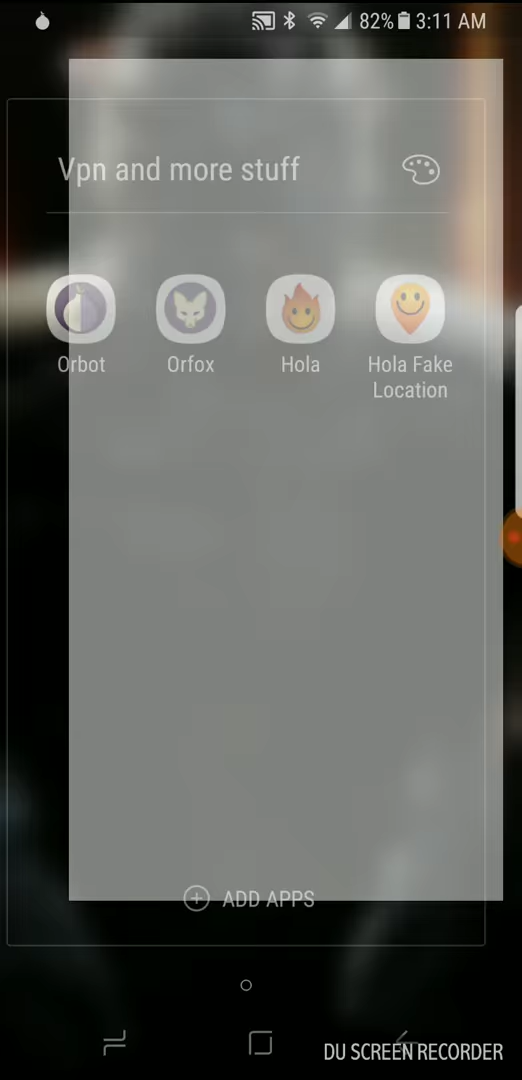 82% 3:11 AM
Vpn and more stuff
Orbot
Orfox
Hola
Hola Fake
Location
ADD APPS
DU SCREEN RECORDER